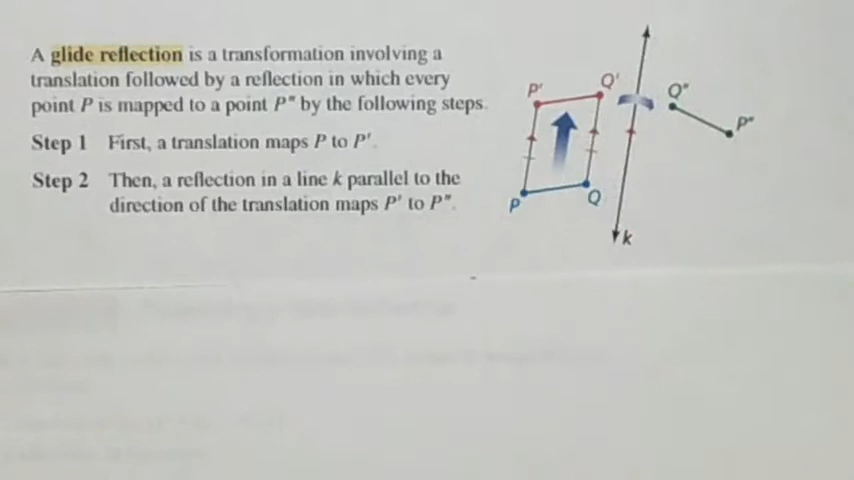 A glide reflection is a transformation involving a
translation followed by a reflection in which every
point P is mapped to a point P" by the following steps.
Step 1 First, a translation maps P to P'.
Step 2 Then, a reflection in a line k parallel to the
direction of the translation maps P' to P".
P'
Q'
Q"
P"
P
Q
k